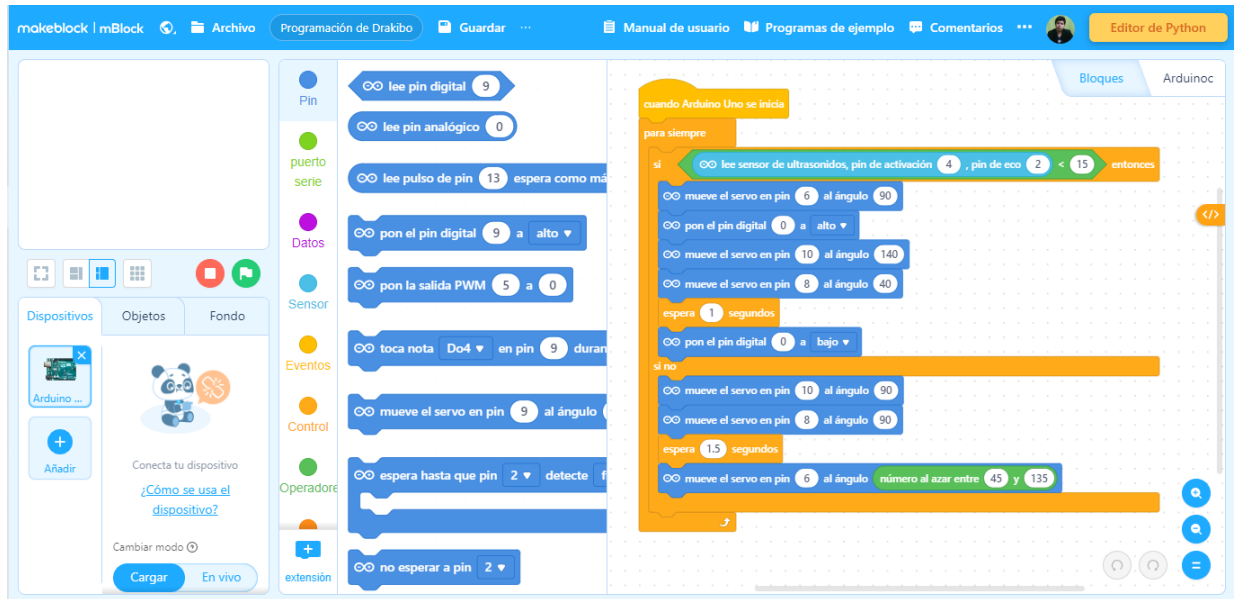 makeblock | mBlock Archivo Programación de Drakibo Guardar ··· Manual de usuario Programas de ejemplo Comentarios ··· Editor de Python
Bloques Arduinoc
Pin
puerto
serie
Datos
Sensor
Eventos
Control
Operadore
extensión
lee pin digital 9
lee pin analógico 0
lee pulso de pin 13 espera como má
pon el pin digital 9 a alto
pon la salida PWM 5 a 0
toca nota Do4 en pin 9 duran
mueve el servo en pin 9 al ángulo
espera hasta que pin 2 detecte
no esperar a pin 2
cuando Arduino Uno se inicia
para siempre
si lee sensor de ultrasonidos, pin de activación 4 , pin de eco 2 < 15 entonces
mueve el servo en pin 6 al ángulo 90
pon el pin digital 0 a alto
mueve el servo en pin 10 al ángulo 140
mueve el servo en pin 8 al ángulo 40
espera 1 segundos
pon el pin digital 0 a bajo
si no
mueve el servo en pin 10 al ángulo 90
mueve el servo en pin 8 al ángulo 90
espera 1.5 segundos
mueve el servo en pin 6 al ángulo número al azar entre 45 y 135
</>
Dispositivos Objetos Fondo
Arduino ...
Añadir
Conecta tu dispositivo
¿Cómo se usa el
dispositivo?
Cambiar modo
Cargar En vivo